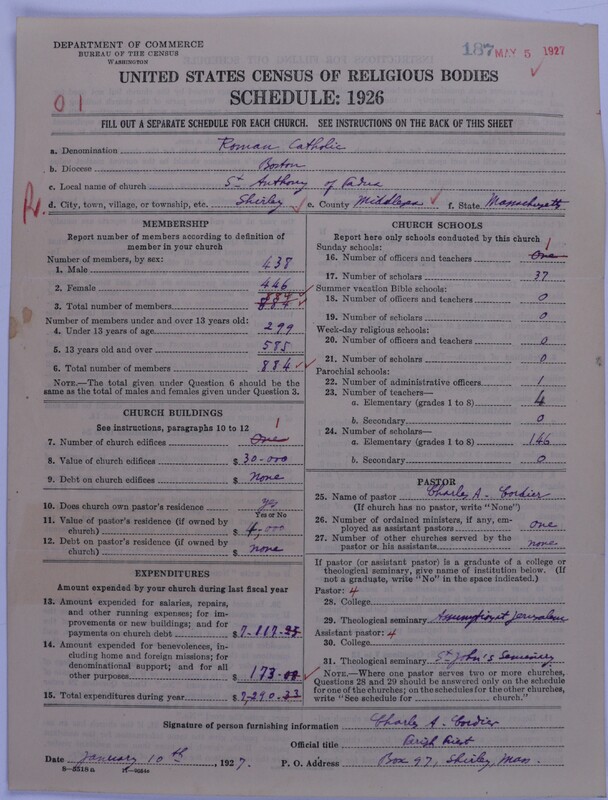 DEPARTMENT OF COMMERCE
BUREAU OF THE CENSUS
WASHINGTON
187 MAY 5 1927
UNITED STATES CENSUS OF RELIGIOUS BODIES
SCHEDULE: 1926
01
FILL OUT A SEPARATE SCHEDULE FOR EACH CHURCH. SEE INSTRUCTIONS ON THE BACK OF THIS SHEET
a. Denomination Roman Catholic
b. Diocese Boston
c. Local name of church St Anthony of Padua
R. d. City, town, village, or township, etc. Shirley e. County Middlesex f. State Massachusetts
MEMBERSHIP
Report number of members according to definition of
member in your church
Number of members, by sex:
1. Male 438
2. Female 446
3. Total number of members 884
Number of members under and over 13 years old:
4. Under 13 years of age 299
5. 13 years old and over 585
6. Total number of members 884
NOTE.—The total given under Question 6 should be the
same as the total of males and females given under Question 3.
CHURCH BUILDINGS
See instructions, paragraphs 10 to 12
7. Number of church edifices One 1
8. Value of church edifices $ 30-000
9. Debt on church edifices $ None
10. Does church own pastor's residence yes
Yes or No
11. Value of pastor's residence (if owned by
church) $ 4,000
12. Debt on pastor's residence (if owned by
church) $ none
EXPENDITURES
Amount expended by your church during last fiscal year
13. Amount expended for salaries, repairs,
and other running expense; for im-
provements or new buildings; and for
payments on church debt $ 7-117-25
14. Amount expended for benevolences, in-
cluding home and foreign missions; for
denominational support; and for all
other purposes $ 173-08
15. Total expenditures during year $ 7,290-33
CHURCH SCHOOLS
Report here only schools conducted by this church
Sunday schools:
16. Number of officers and teachers One 1
17. Number of scholars 37
Summer vacation Bible schools:
18. Number of officers and teachers 0
19. Number of scholars 0
Week-day religious schools:
20. Number of officers and teachers 0
21. Number of scholars 0
Parochial schools:
22. Number of administrative officers 1
23. Number of teachers—
a. Elementary (grades 1 to 8) 4
b. Secondary 0
24. Number of scholars—
a. Elementary (grades 1 to 8) 146
b. Secondary 0
PASTOR
25. Name of pastor Charles A. Cordier
(If church has no pastor, write "None")
26. Number of ordained ministers, if any, em-
ployed as assistant pastors one
27. Number of other churches served by the
pastor or his assistants none
If pastor (or assistant pastor) is a graduate of a college or
theological seminary, give name of institution below. (If
not a graduate, write "No" in the space indicated.)
Pastor: 4
28. College
29. Theological seminary Assumption at Jerusalem
Assistant pastor: 4
30. College
31. Theological seminary St John's Seminary
NOTE.—Where one pastor serves two or more churches,
Questions 28 and 29 should be answered only on the schedule
for one of the churches; on the schedules for the other churches,
write "See schedule for church."
Signature of person furnishing information Charles A. Cordier
Official title Parish Priest
Date January 10th, 1927. P. O. Address Box 97, Shirley, Mass.
8—5518a